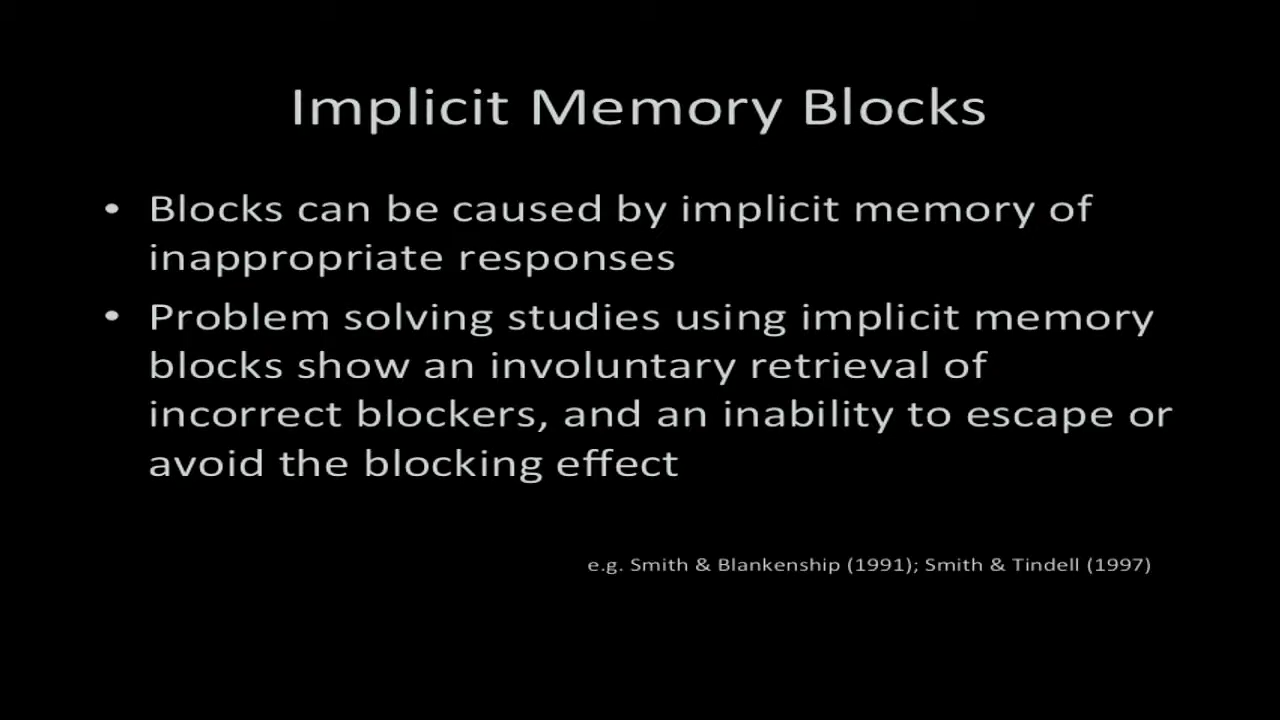 Implicit Memory Blocks
• Blocks can be caused by implicit memory of
inappropriate responses
• Problem solving studies using implicit memory
blocks show an involuntary retrieval of
incorrect blockers, and an inability to escape or
avoid the blocking effect
e.g. Smith & Blankenship (1991); Smith & Tindell (1997)